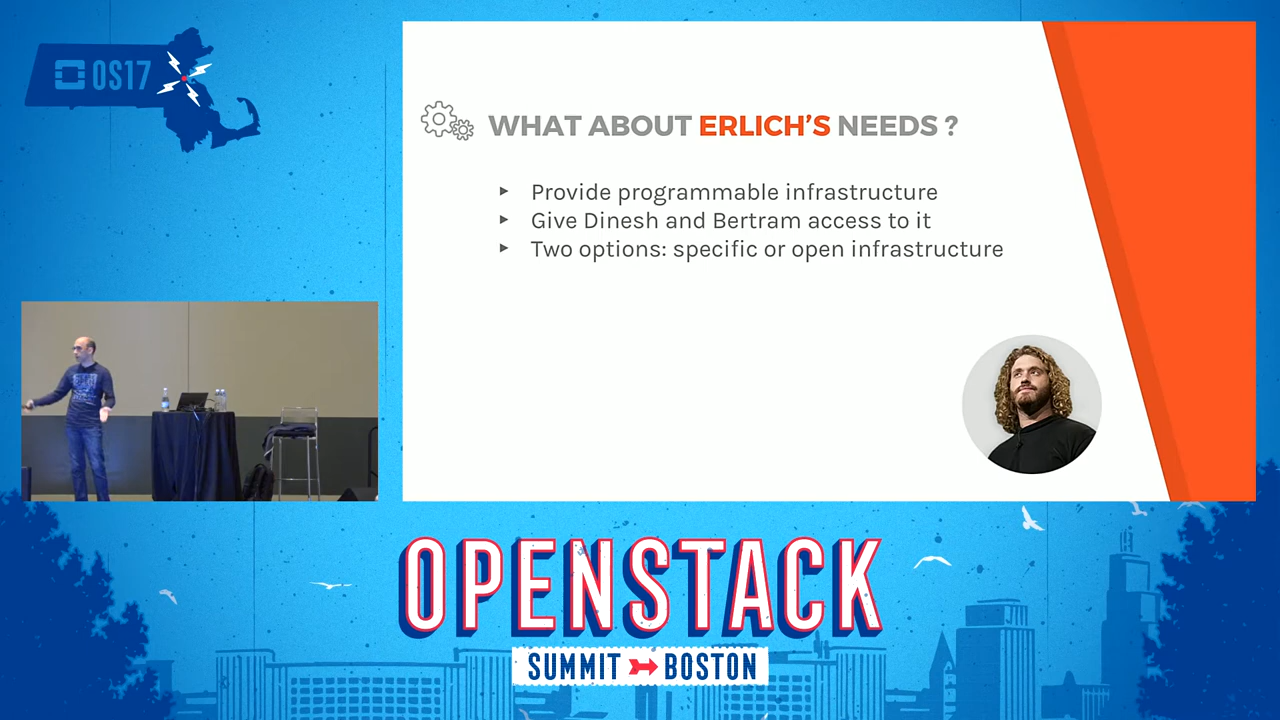 OS17
WHAT ABOUT ERLICH'S NEEDS ?
‣ Provide programmable infrastructure
‣ Give Dinesh and Bertram access to it
‣ Two options: specific or open infrastructure
OPENSTACK
SUMMIT BOSTON